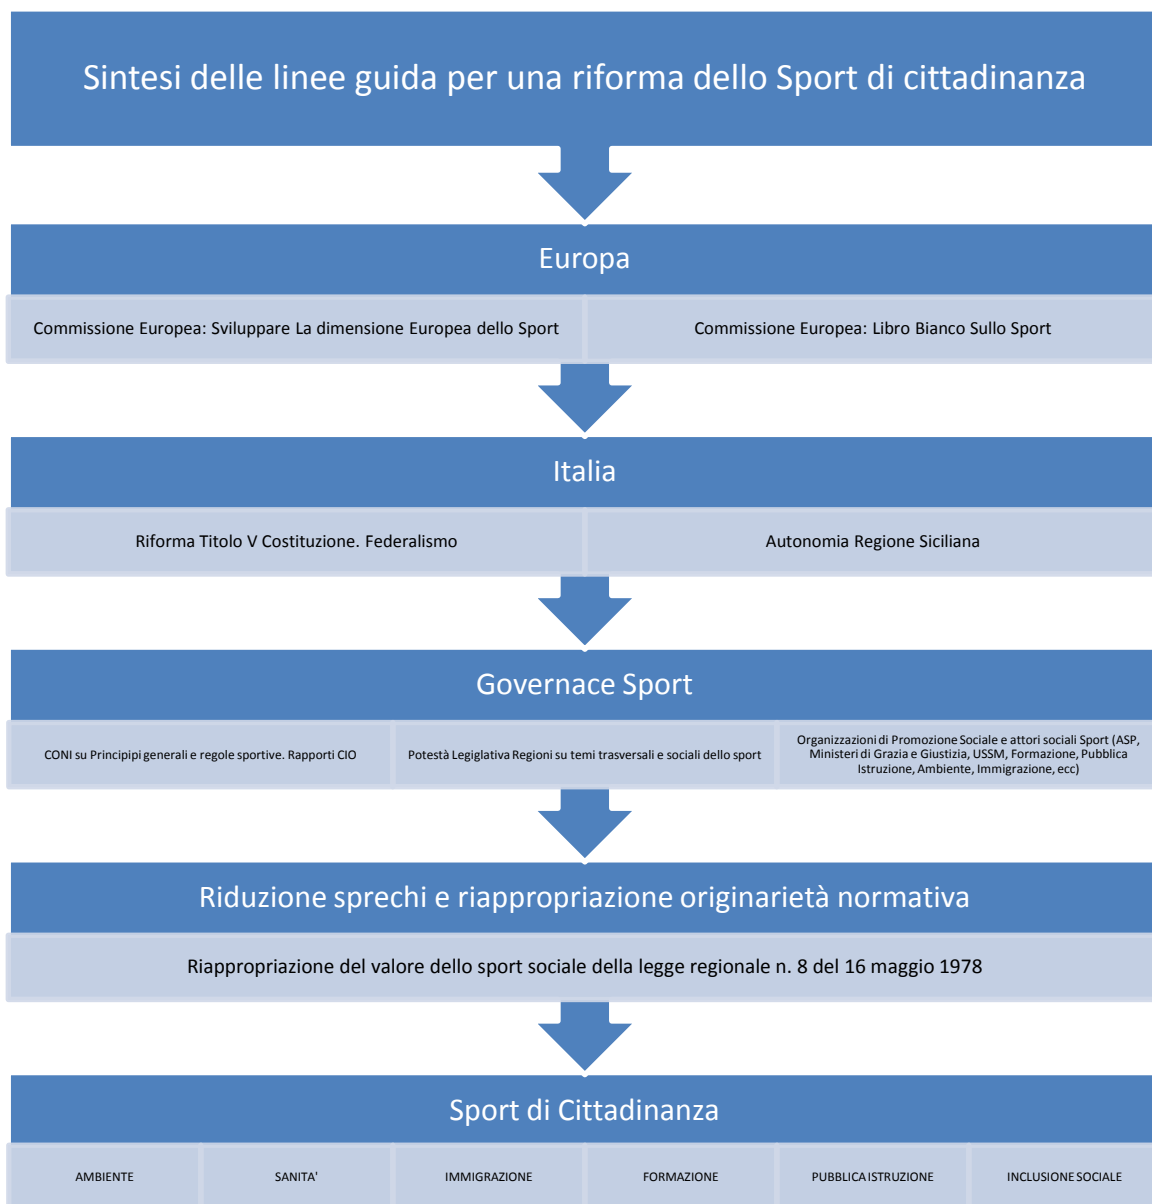 Sintesi delle linee guida per una riforma dello Sport di cittadinanza
Europa
Commissione Europea: Sviluppare La dimensione Europea dello Sport
Commissione Europea: Libro Bianco Sullo Sport
Italia
Riforma Titolo V Costituzione. Federalismo
Autonomia Regione Siciliana
Governace Sport
CONI su Principipi generali e regole sportive. Rapporti CIO
Potestà Legiglativa Regioni su temi trasversali e sociali dello sport
Organizzazioni di Promozione Sociale e attori sociali Sport (ASP,
Ministeri di Grazia e Giustizia, USSM, Formazione, Pubblica
Istruzione, Ambiente, Immigrazione, ecc)
Riduzione sprechi e riappropriazione originarietà normativa
Riappropriazione del valore dello sport sociale della legge regionale n. 8 del 16 maggio 1978
Sport di Cittadinanza
AMBIENTE
SANITA'
IMMIGRAZIONE
FORMAZIONE
PUBBLICA ISTRUZIONE
INCLUSIONE SOCIALE